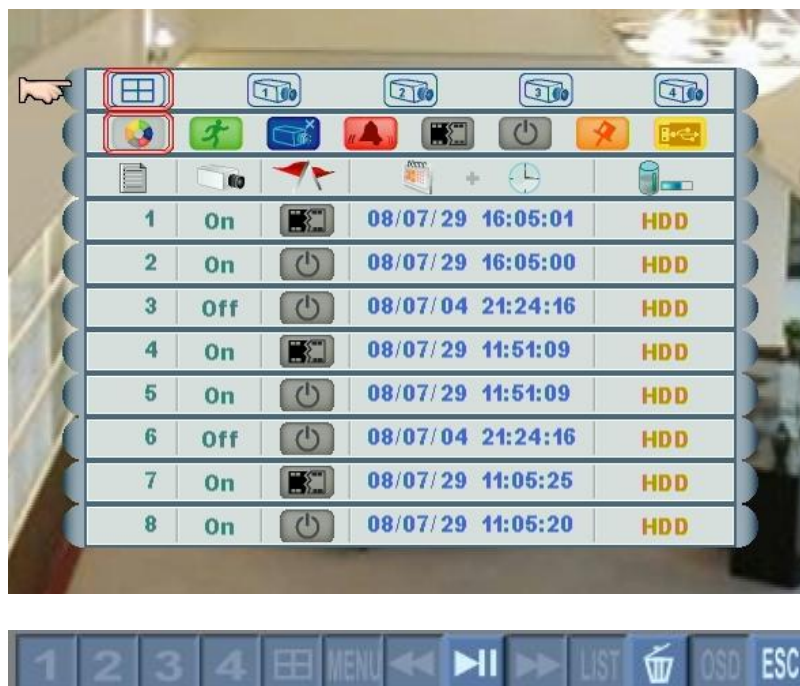 1 2 3 4
1 On 08/07/29 16:05:01 HDD
2 On 08/07/29 16:05:00 HDD
3 Off 08/07/04 21:24:16 HDD
4 On 08/07/29 11:51:09 HDD
5 On 08/07/29 11:51:09 HDD
6 Off 08/07/04 21:24:16 HDD
7 On 08/07/29 11:05:25 HDD
8 On 08/07/29 11:05:20 HDD
1 2 3 4 MENU LIST OSD ESC